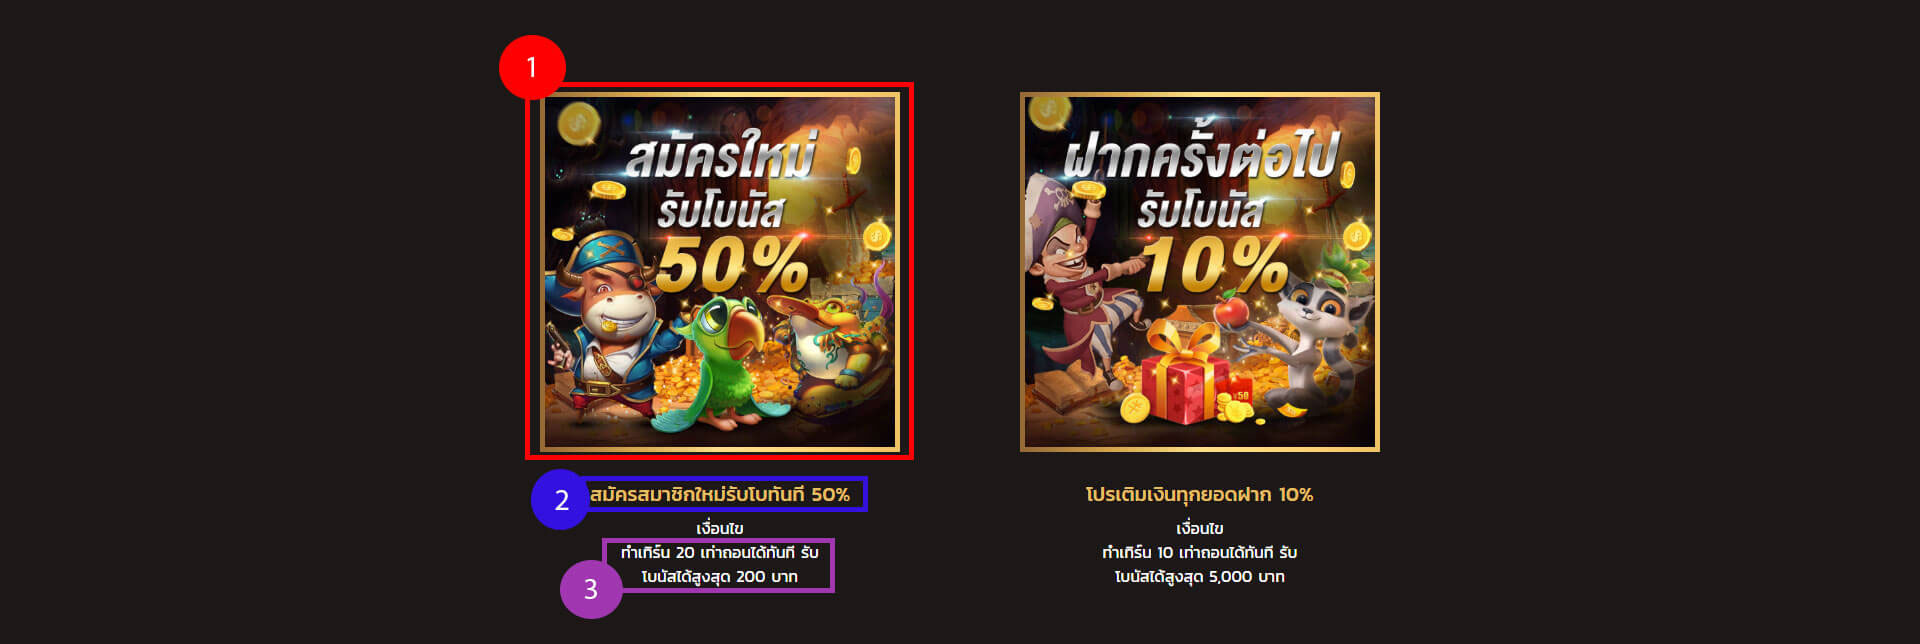 1
สมัครใหม่
รับโบนัส
50%
2
สมัครสมาชิกใหม่รับโบทันที 50%
เงื่อนไข
ทำเทิร์น 20 เท่าถอนได้ทันที รับ
โบนัสได้สูงสุด 200 บาท
3
ฝากครั้งต่อไป
รับโบนัส
10%
¥50
โปรเติมเงินทุกยอดฝาก 10%
เงื่อนไข
ทำเทิร์น 10 เท่าถอนได้ทันที รับ
โบนัสได้สูงสุด 5,000 บาท